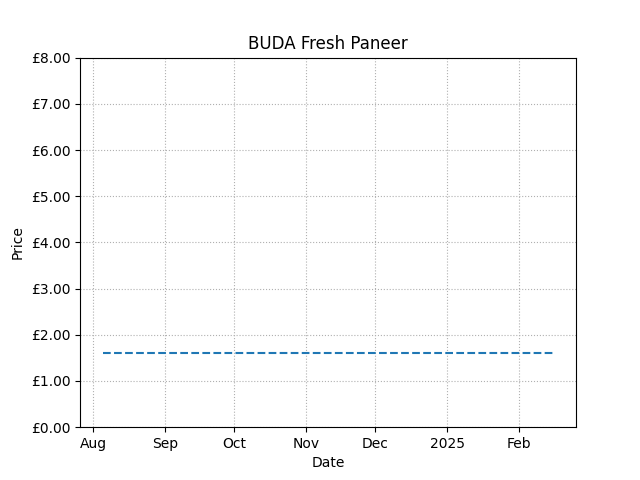 BUDA Fresh Paneer
£8.00
£7.00
£6.00
£5.00
£4.00
£3.00
£2.00
£1.00
£0.00
Price
Aug Sep Oct Nov Dec 2025 Feb
Date